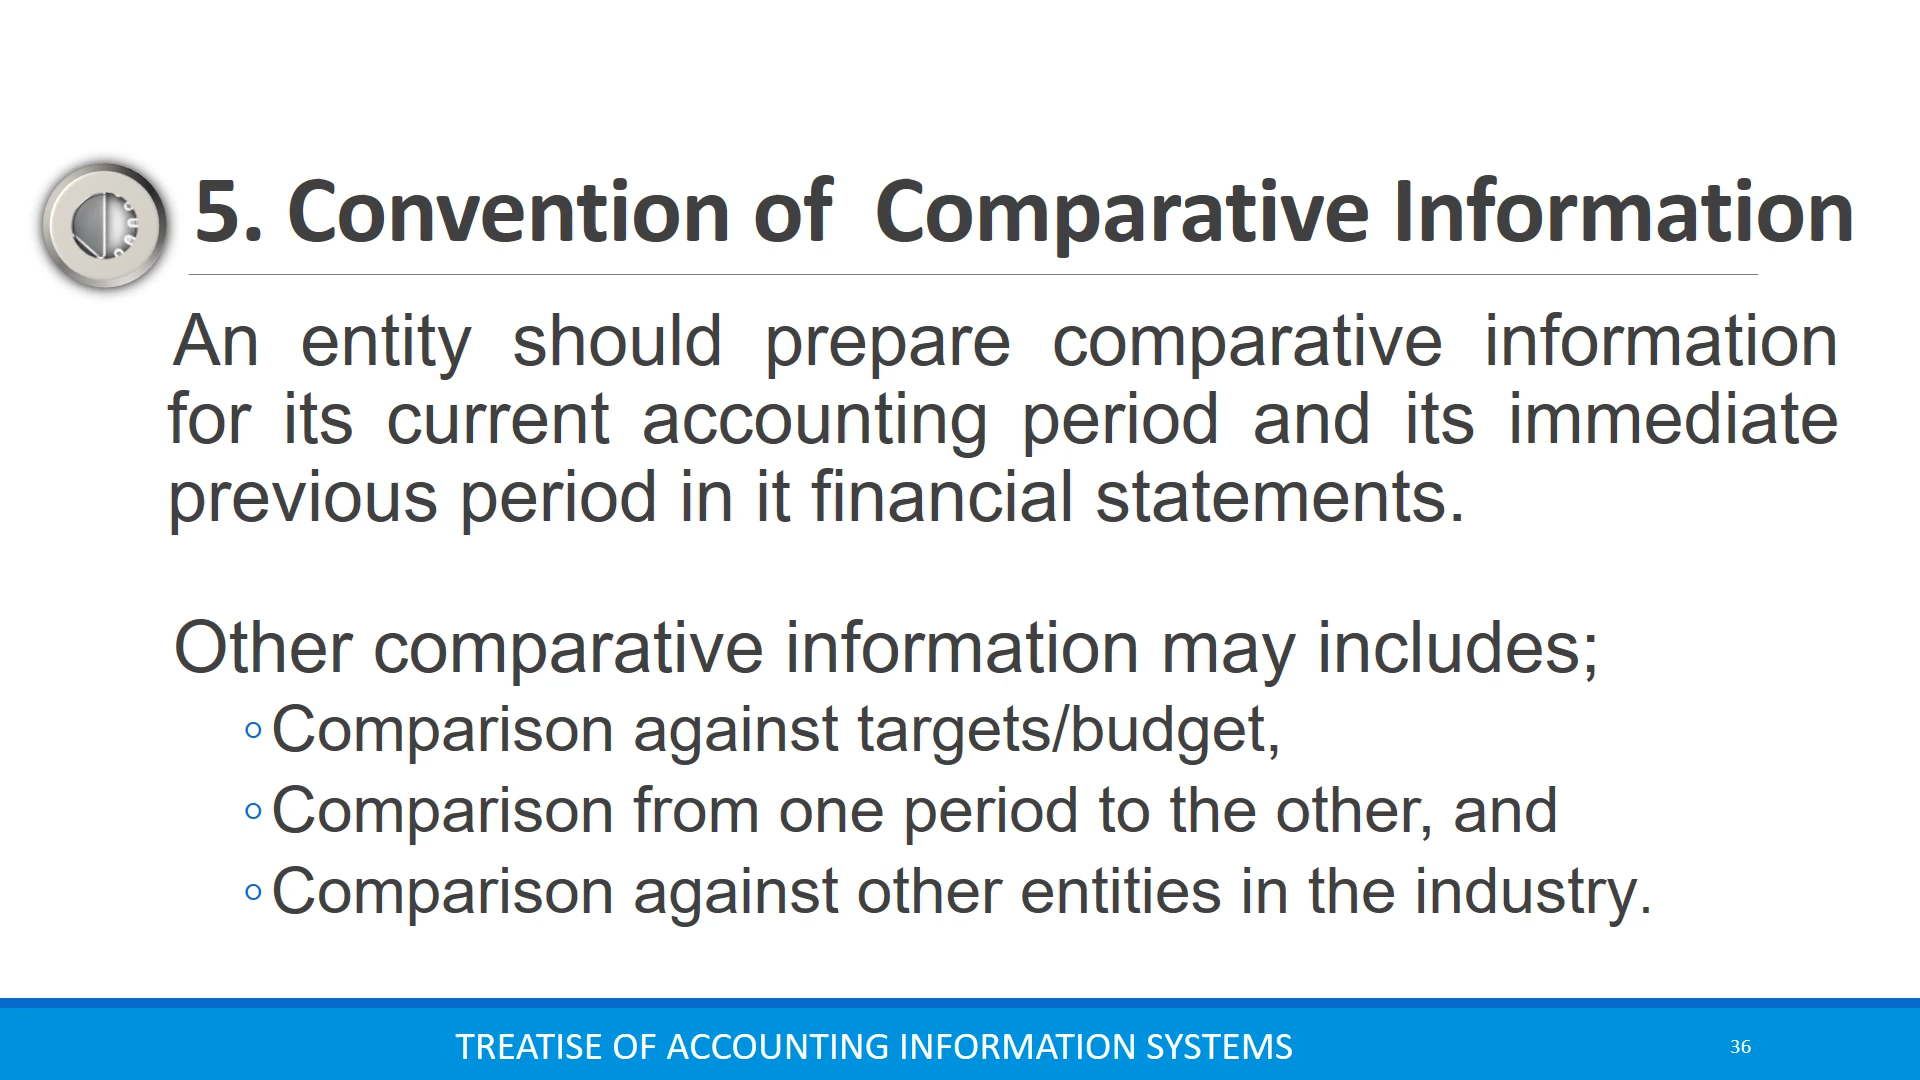 5. Convention of  Comparative Information
An entity should prepare comparative information
for its current accounting period and its immediate
previous period in it financial statements.
Other comparative information may includes;
◦Comparison against targets/budget,
◦Comparison from one period to the other, and
◦Comparison against other entities in the industry.
TREATISE OF ACCOUNTING INFORMATION SYSTEMS
36